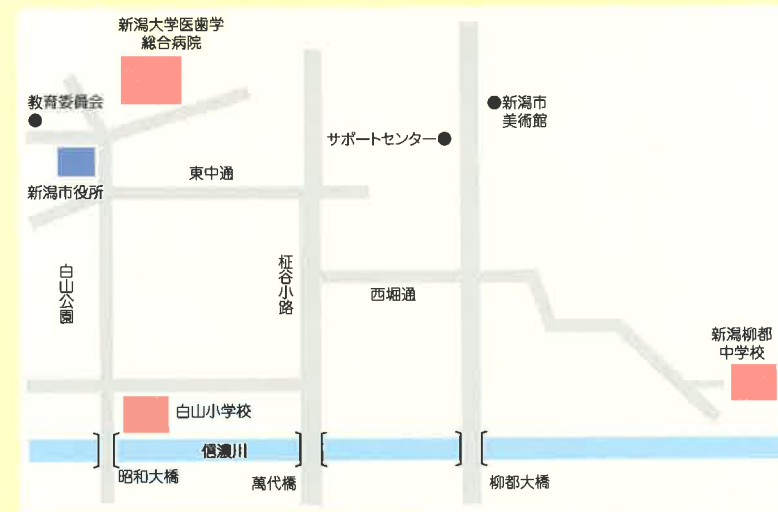 新潟大学医歯学
総合病院
教育委員会
新潟市
美術館
サポートセンター
東中通
新潟市役所
白山公園
柾谷小路
西堀通
新潟柳都
中学校
白山小学校
信濃川
昭和大橋
萬代橋
柳都大橋